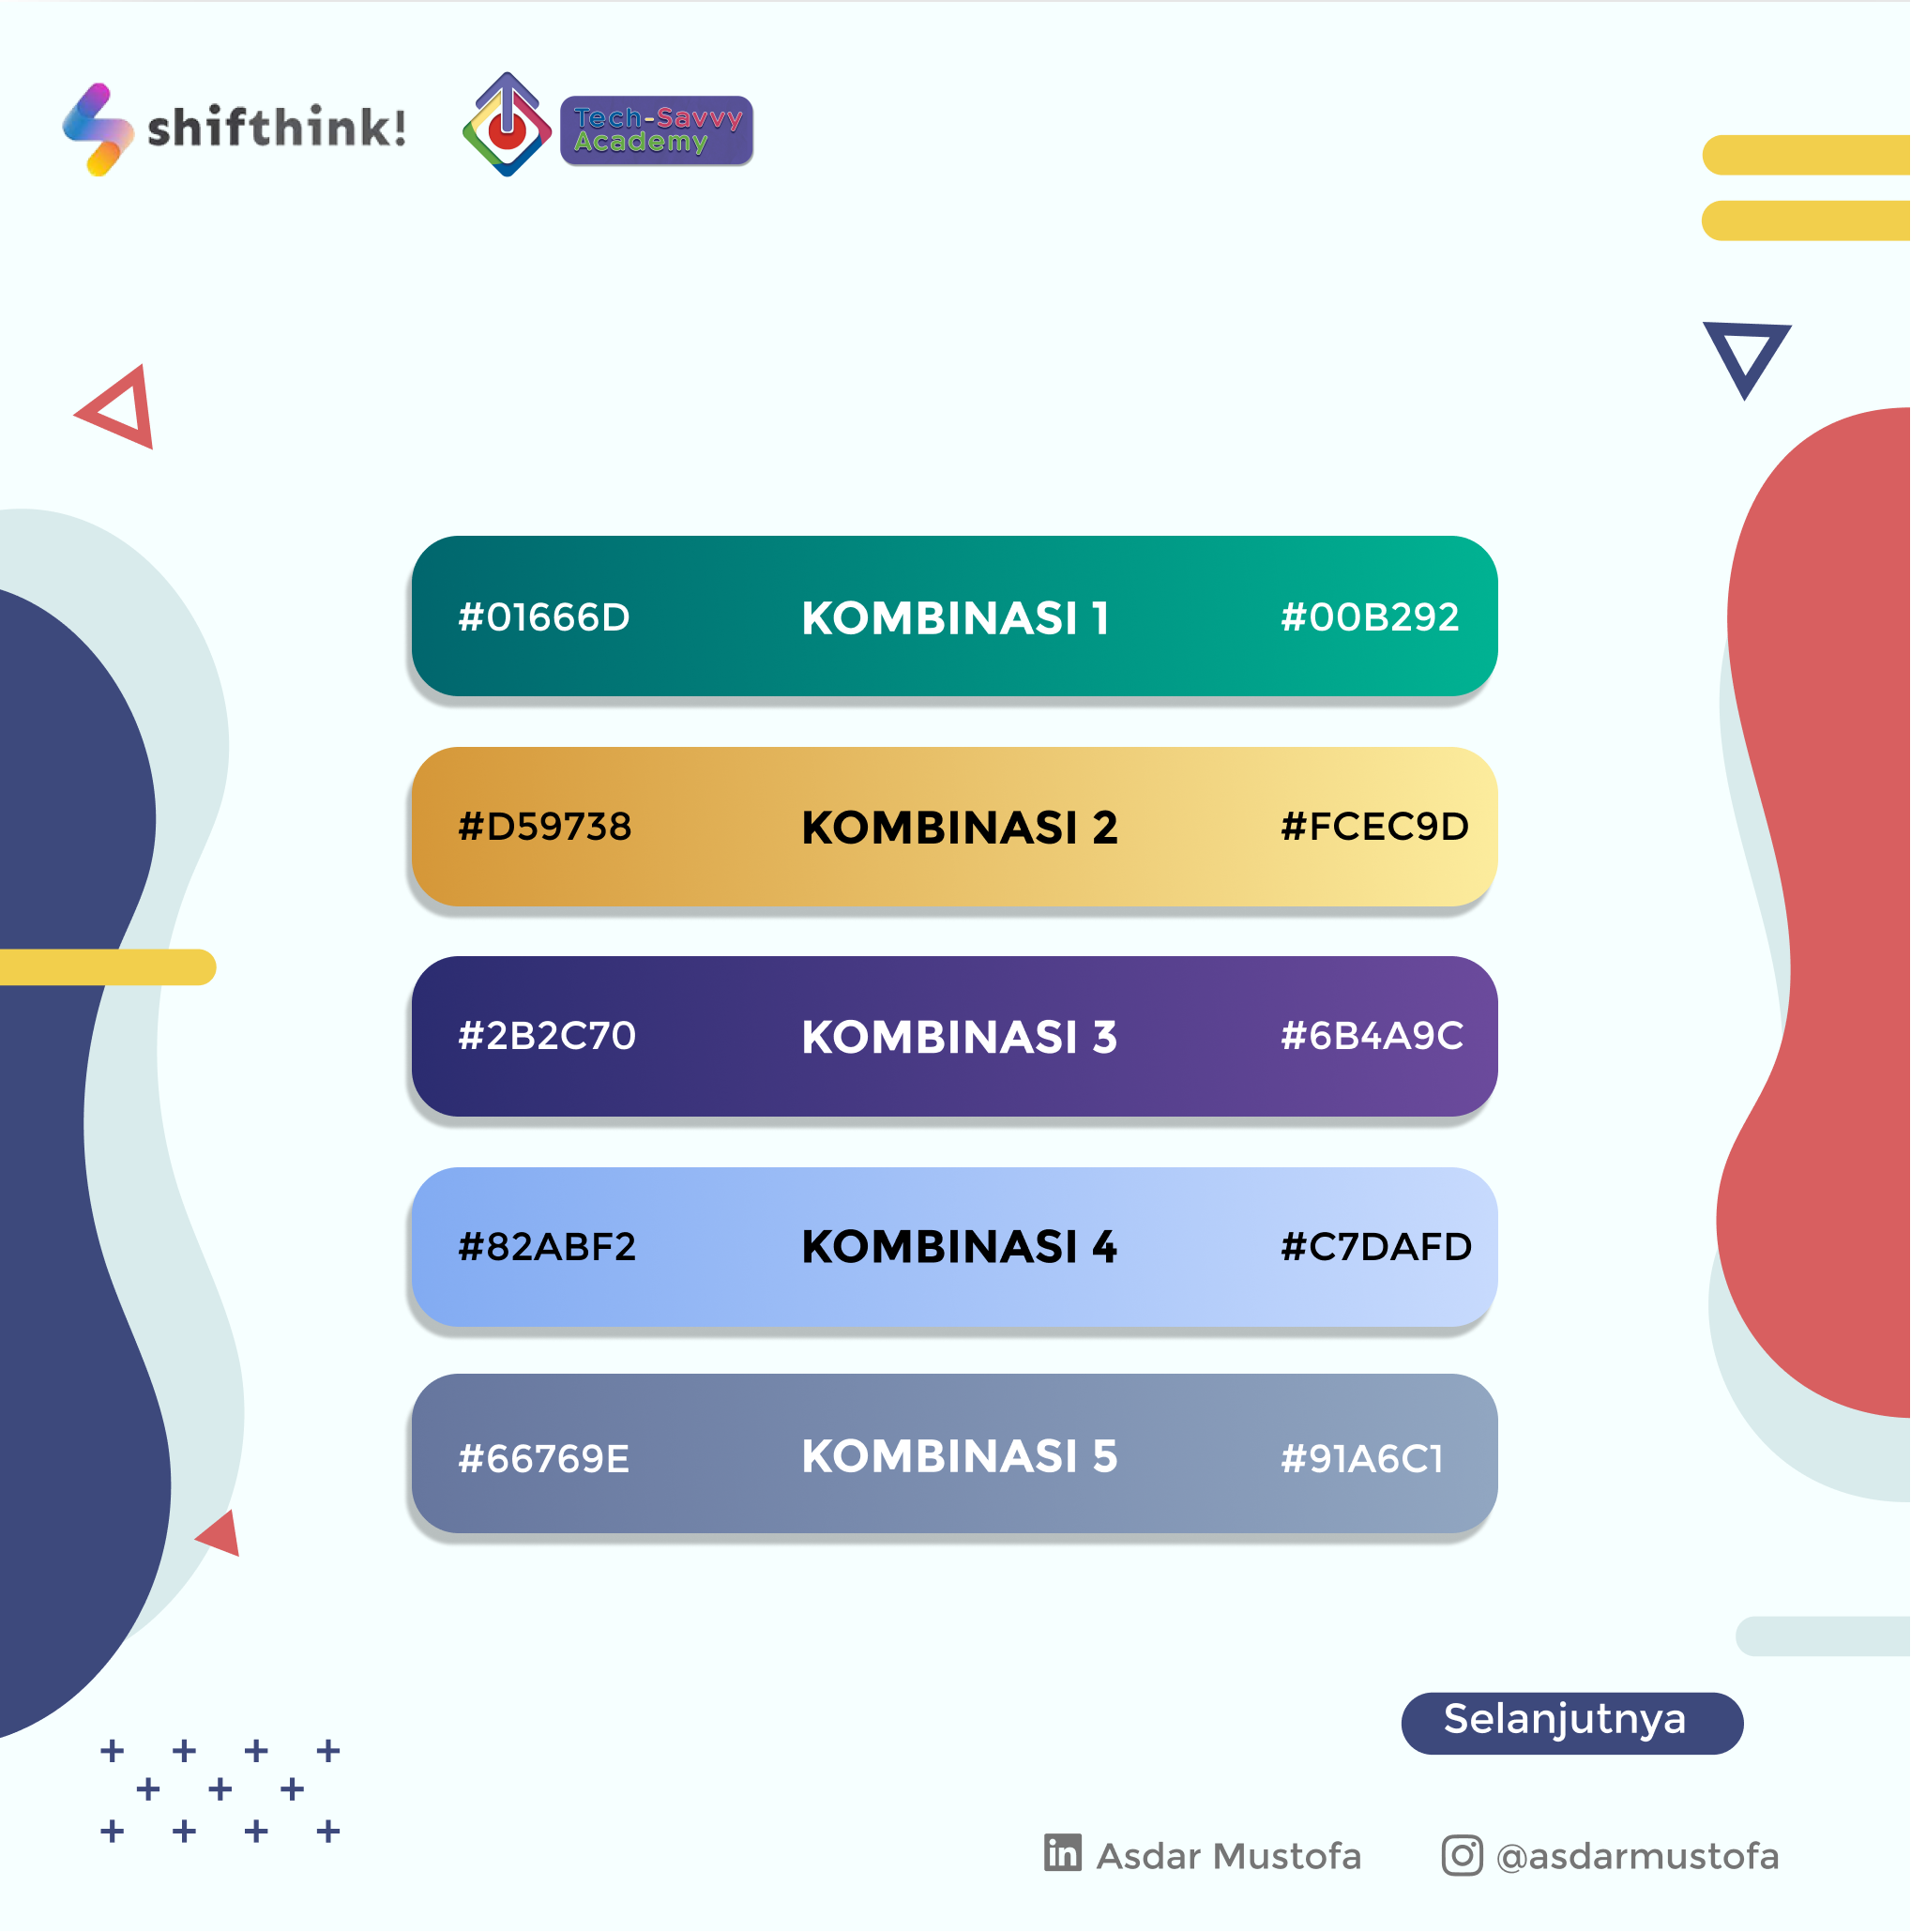 shifthink!
Tech-Savvy
Academy
#01666D KOMBINASI 1 #00B292
#D59738 KOMBINASI 2 #FCEC9D
#2B2C70 KOMBINASI 3 #6B4A9C
#82ABF2 KOMBINASI 4 #C7DAFD
#66769E KOMBINASI 5 #91A6C1
Selanjutnya
in Asdar Mustofa @asdarmustofa